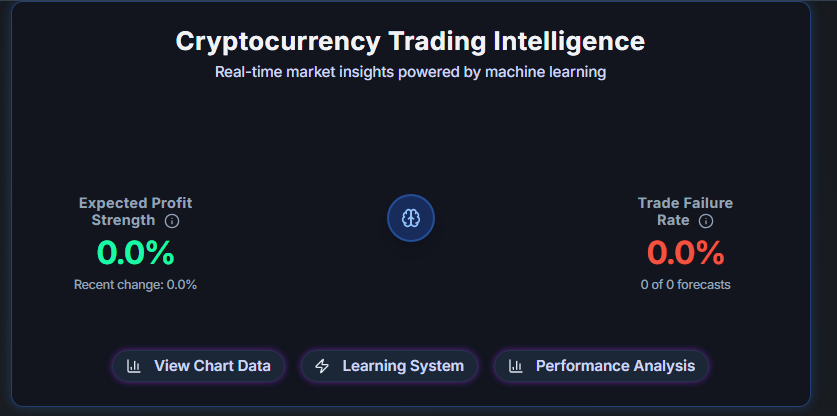 Cryptocurrency Trading Intelligence
Real-time market insights powered by machine learning
Expected Profit
Strength
0.0%
Recent change: 0.0%
Trade Failure
Rate
0.0%
0 of 0 forecasts
View Chart Data
Learning System
Performance Analysis